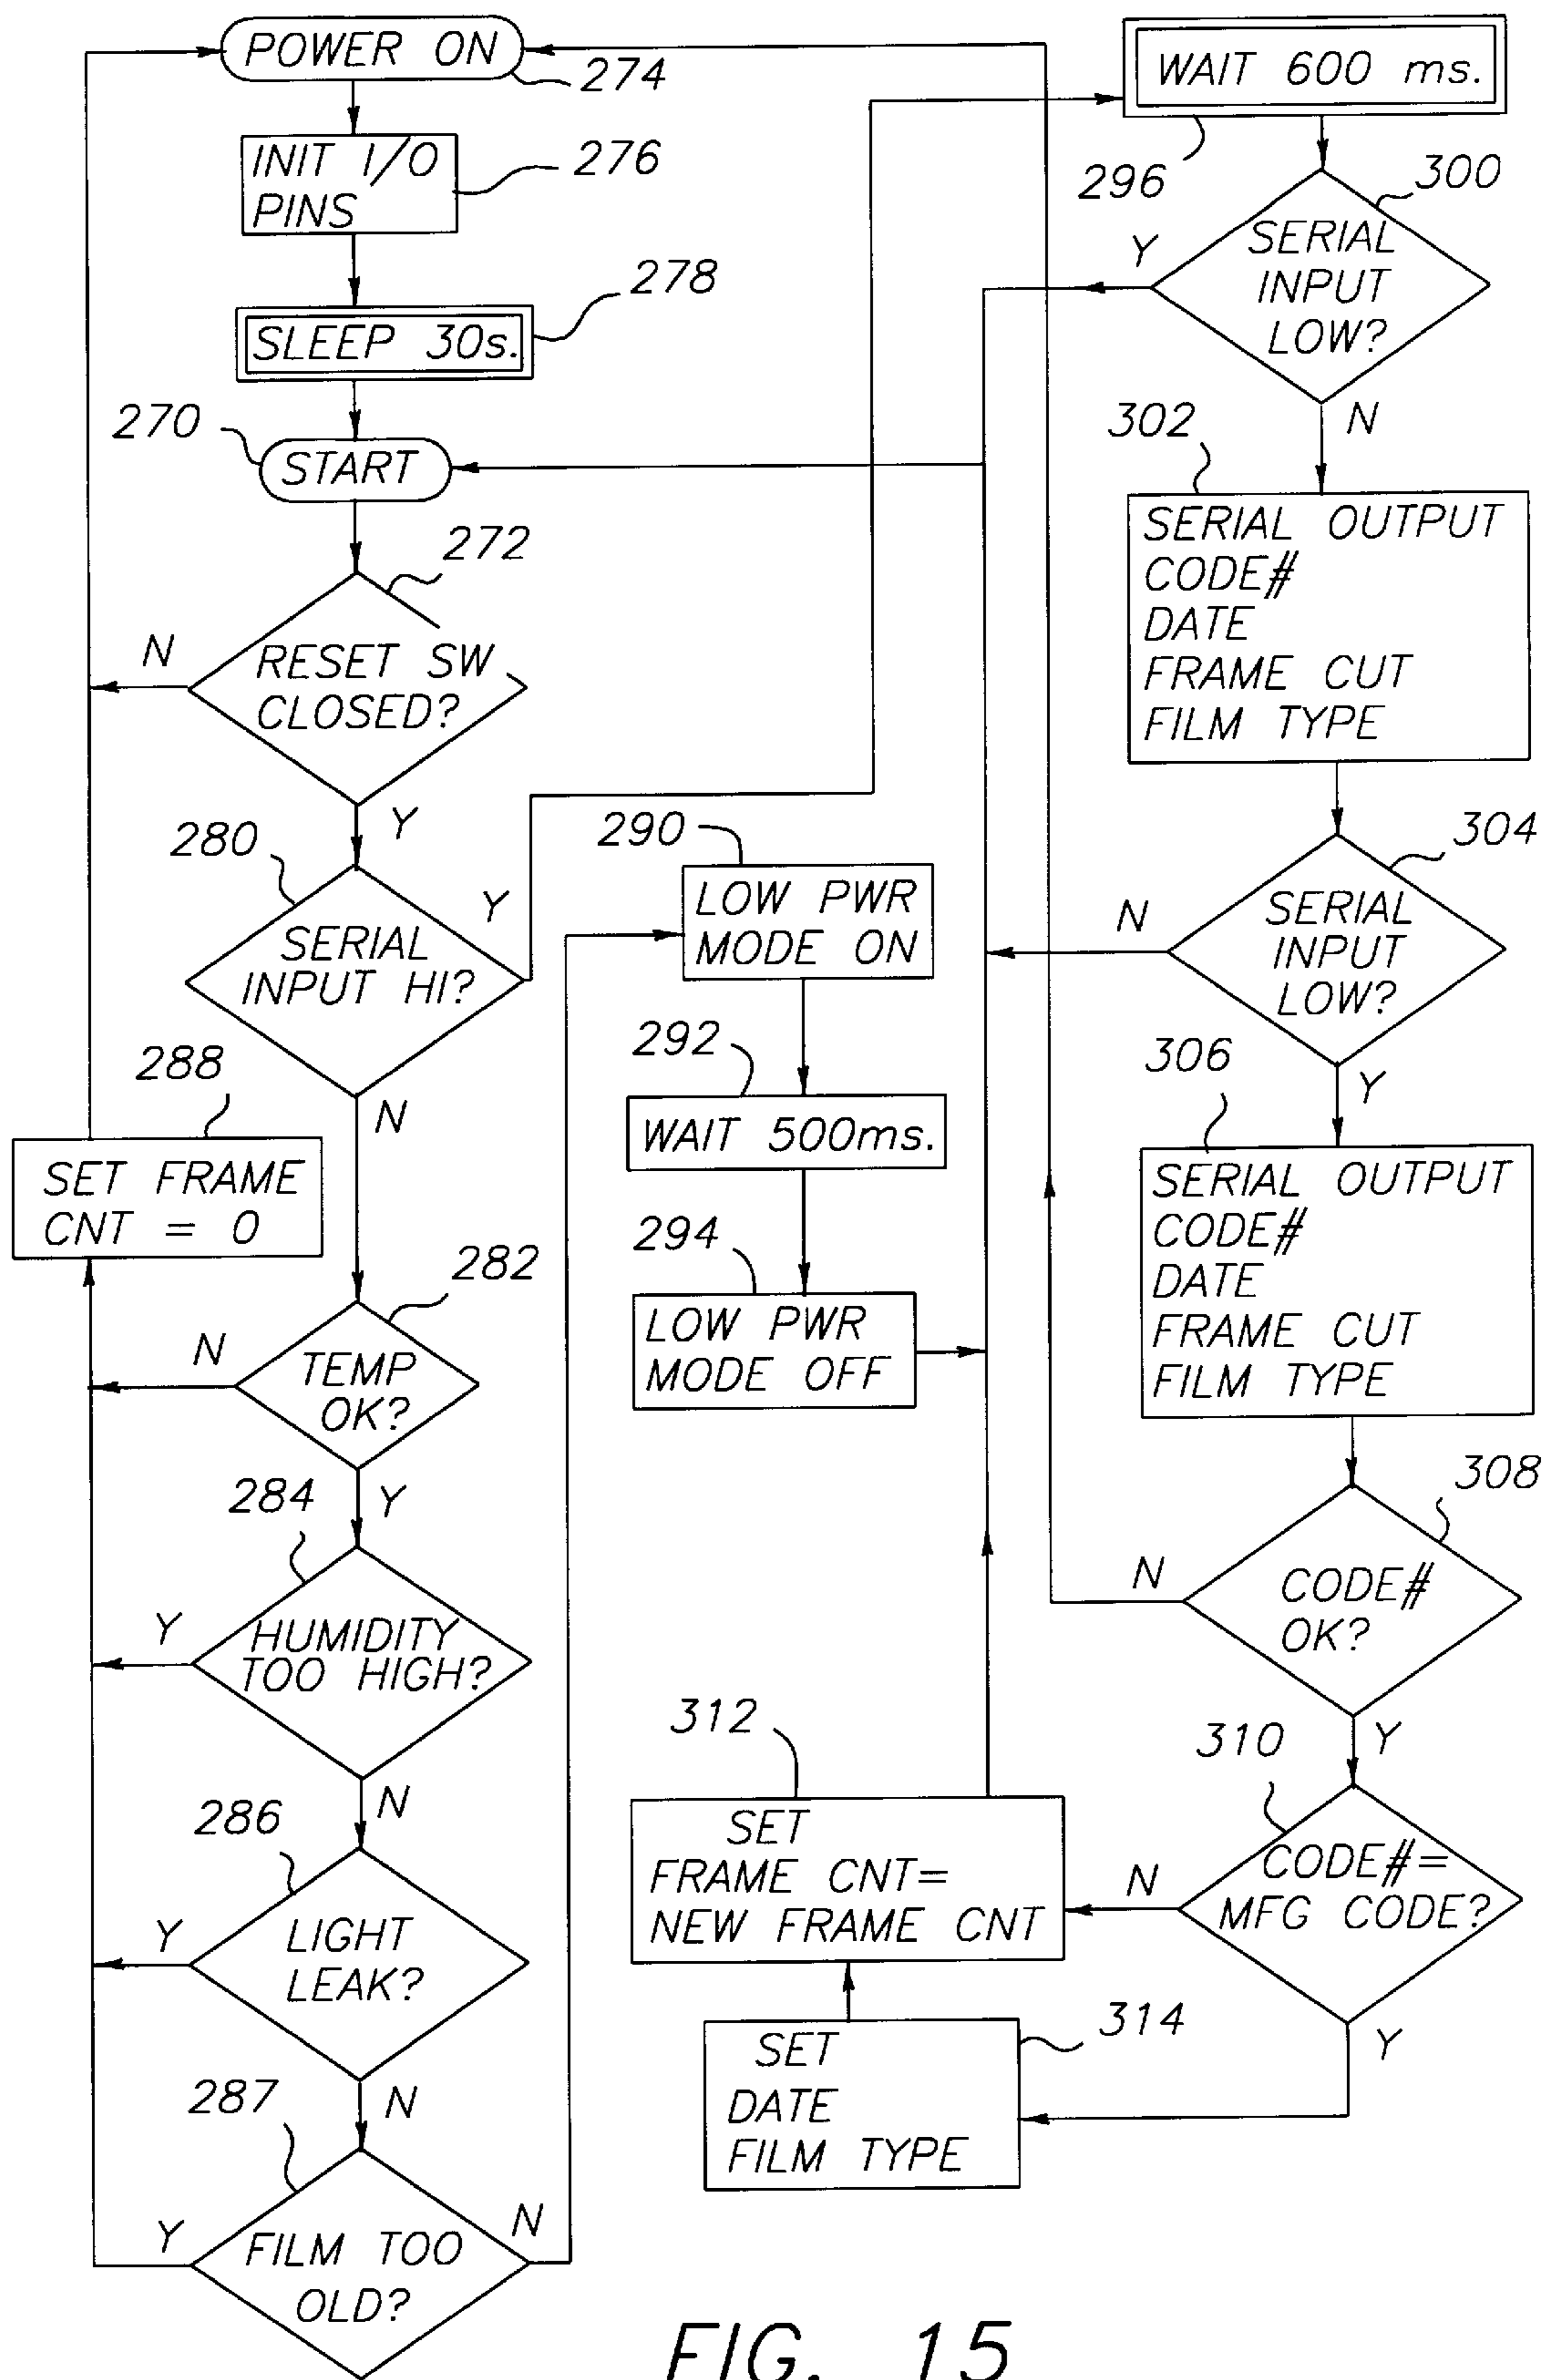 POWER ON
274
INIT I/O
PINS
276
SLEEP 30s.
278
270
START
272
RESET SW
CLOSED?
N
Y
280
SERIAL
INPUT HI?
Y
N
288
SET FRAME
CNT = 0
282
TEMP
OK?
N
Y
284
HUMIDITY
TOO HIGH?
Y
N
286
LIGHT
LEAK?
Y
N
287
FILM TOO
OLD?
Y
N
290
LOW PWR
MODE ON
292
WAIT 500ms.
294
LOW PWR
MODE OFF
WAIT 600 ms.
296
300
SERIAL
INPUT
LOW?
Y
N
302
SERIAL OUTPUT
CODE#
DATE
FRAME CUT
FILM TYPE
304
SERIAL
INPUT
LOW?
N
Y
306
SERIAL OUTPUT
CODE#
DATE
FRAME CUT
FILM TYPE
308
CODE#
OK?
N
Y
310
CODE#=
MFG CODE?
N
Y
312
SET
FRAME CNT=
NEW FRAME CNT
314
SET
DATE
FILM TYPE
FIG. 15